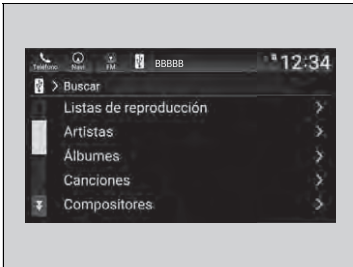 Teléfono Navi FM BBBBB 12:34
Buscar
Listas de reproducción
Artistas
Álbumes
Canciones
Compositores